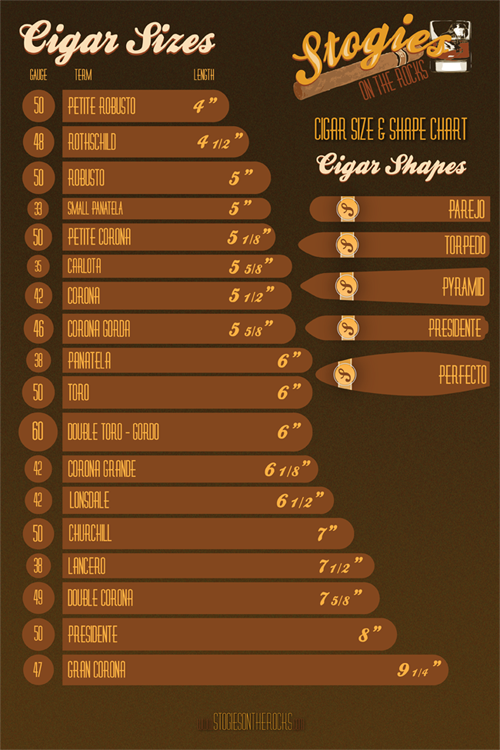 Cigar Sizes
GAUGE TERM LENGTH
50 PETITE ROBUSTO 4"
48 ROTHSCHILD 4 1/2"
50 ROBUSTO 5"
33 SMALL PANATELA 5"
50 PETITE CORONA 5 1/8"
35 CARLOTA 5 5/8"
42 CORONA 5 1/2"
46 CORONA GORDA 5 5/8"
38 PANATELA 6"
50 TORO 6"
60 DOUBLE TORO - GORDO 6"
42 CORONA GRANDE 6 1/8"
42 LONSDALE 6 1/2"
50 CHURCHILL 7"
38 LANCERO 7 1/2"
49 DOUBLE CORONA 7 5/8"
50 PRESIDENTE 8"
47 GRAN CORONA 9 1/4"
Stogies
ON THE ROCKS
CIGAR SIZE & SHAPE CHART
Cigar Shapes
S PAREJO
S TORPEDO
S PYRAMID
S PRESIDENTE
S PERFECTO
WWW.STOGIESONTHEROCKS.COM